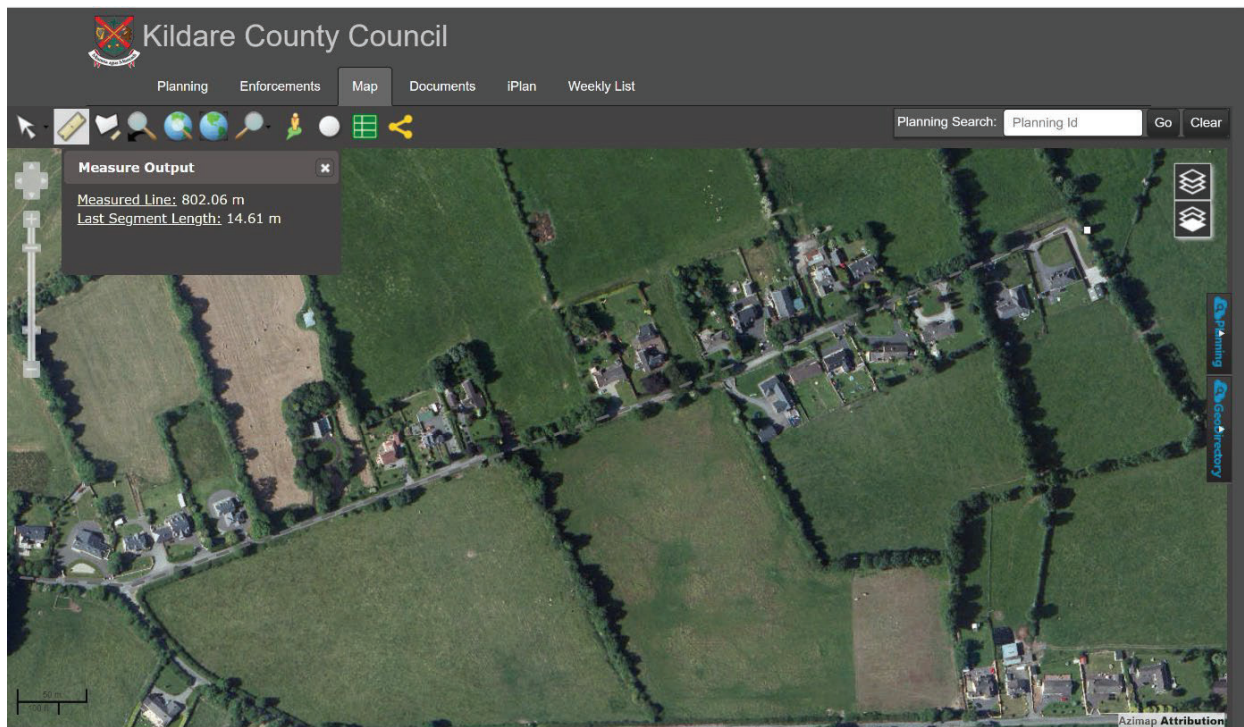 Kildare County Council
Planning Enforcements Map Documents iPlan Weekly List
Planning Search: Planning Id Go Clear
Measure Output
Measured Line: 802.06 m
Last Segment Length: 14.61 m
Planning
GeoDirectory
50 m
Azimap Attribution